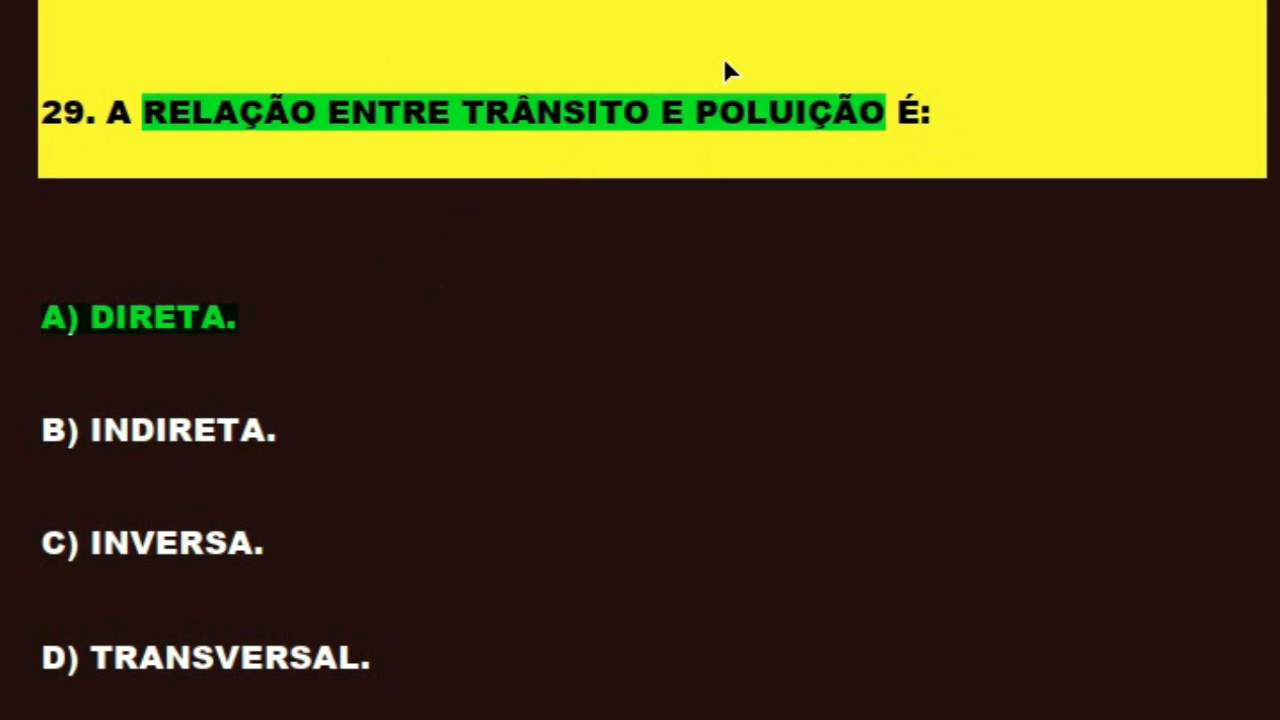 29. A RELAÇÃO ENTRE TRÂNSITO E POLUIÇÃO É:
A) DIRETA.
B) INDIRETA.
C) INVERSA.
D) TRANSVERSAL.